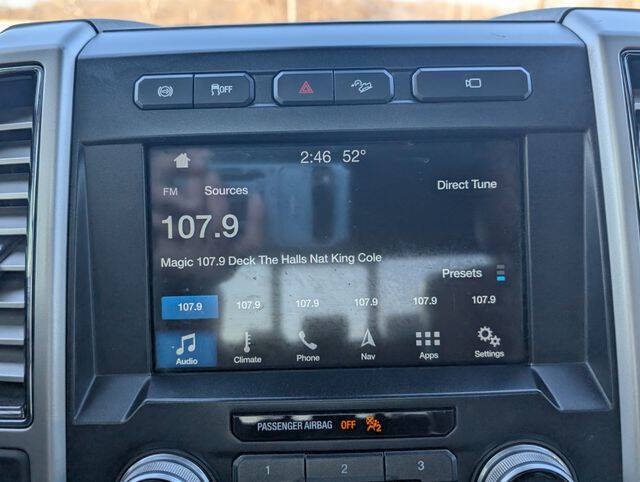 OFF
2:46 52°
FM Sources Direct Tune
107.9
Magic 107.9 Deck The Halls Nat King Cole
Presets
107.9 107.9 107.9 107.9 107.9 107.9
Audio Climate Phone Nav Apps Settings
PASSENGER AIRBAG OFF 2
1 2 3